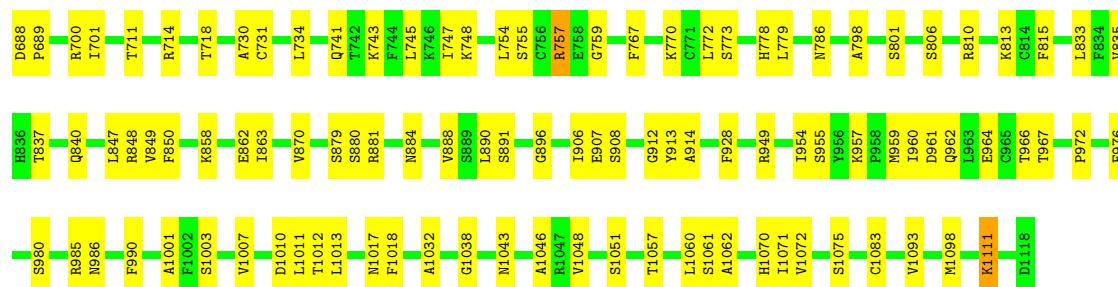 D688 P689 R700 I701 T711 R714 T718 A730 C731 L734 Q741 T742 K743 F744 L745 K746 I747 K748 L754 S755 C756 R757 E758 G759 F767 K770 C771 L772 S773 H778 L779 N786 A798 S801 S806 R810 K813 C814 F815 L833 F834 V835
H836 T837 Q840 L847 R848 V849 F850 K858 E862 I863 V870 S879 S880 R881 N884 V888 S889 L890 S891 G896 I906 E907 S908 G912 Y913 A914 F928 R949 I954 S955 Y956 K957 P958 M959 I960 D961 Q962 L963 E964 C965 T966 T967 P972
S980 R985 N986 F990 A1001 F1002 S1003 V1007 D1010 L1011 T1012 L1013 N1017 F1018 A1032 G1038 N1043 A1046 R1047 V1048 S1051 T1057 L1060 S1061 A1062 H1070 I1071 V1072 S1075 C1083 V1093 M1098 K1111 D1118